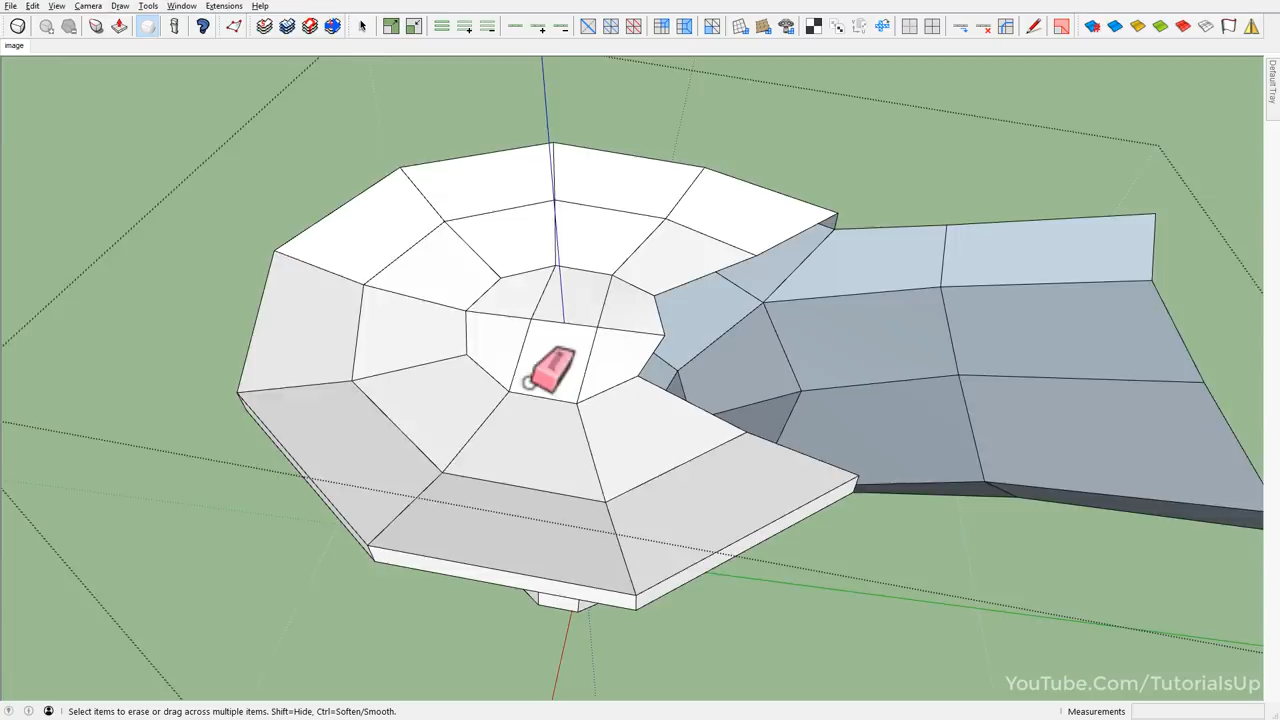 File Edit View Camera Draw Tools Window Extensions Help
image
Default Tray
YouTube.Com/TutorialsUp
Select items to erase or drag across multiple items. Shift=Hide, Ctrl=Soften/Smooth.
Measurements